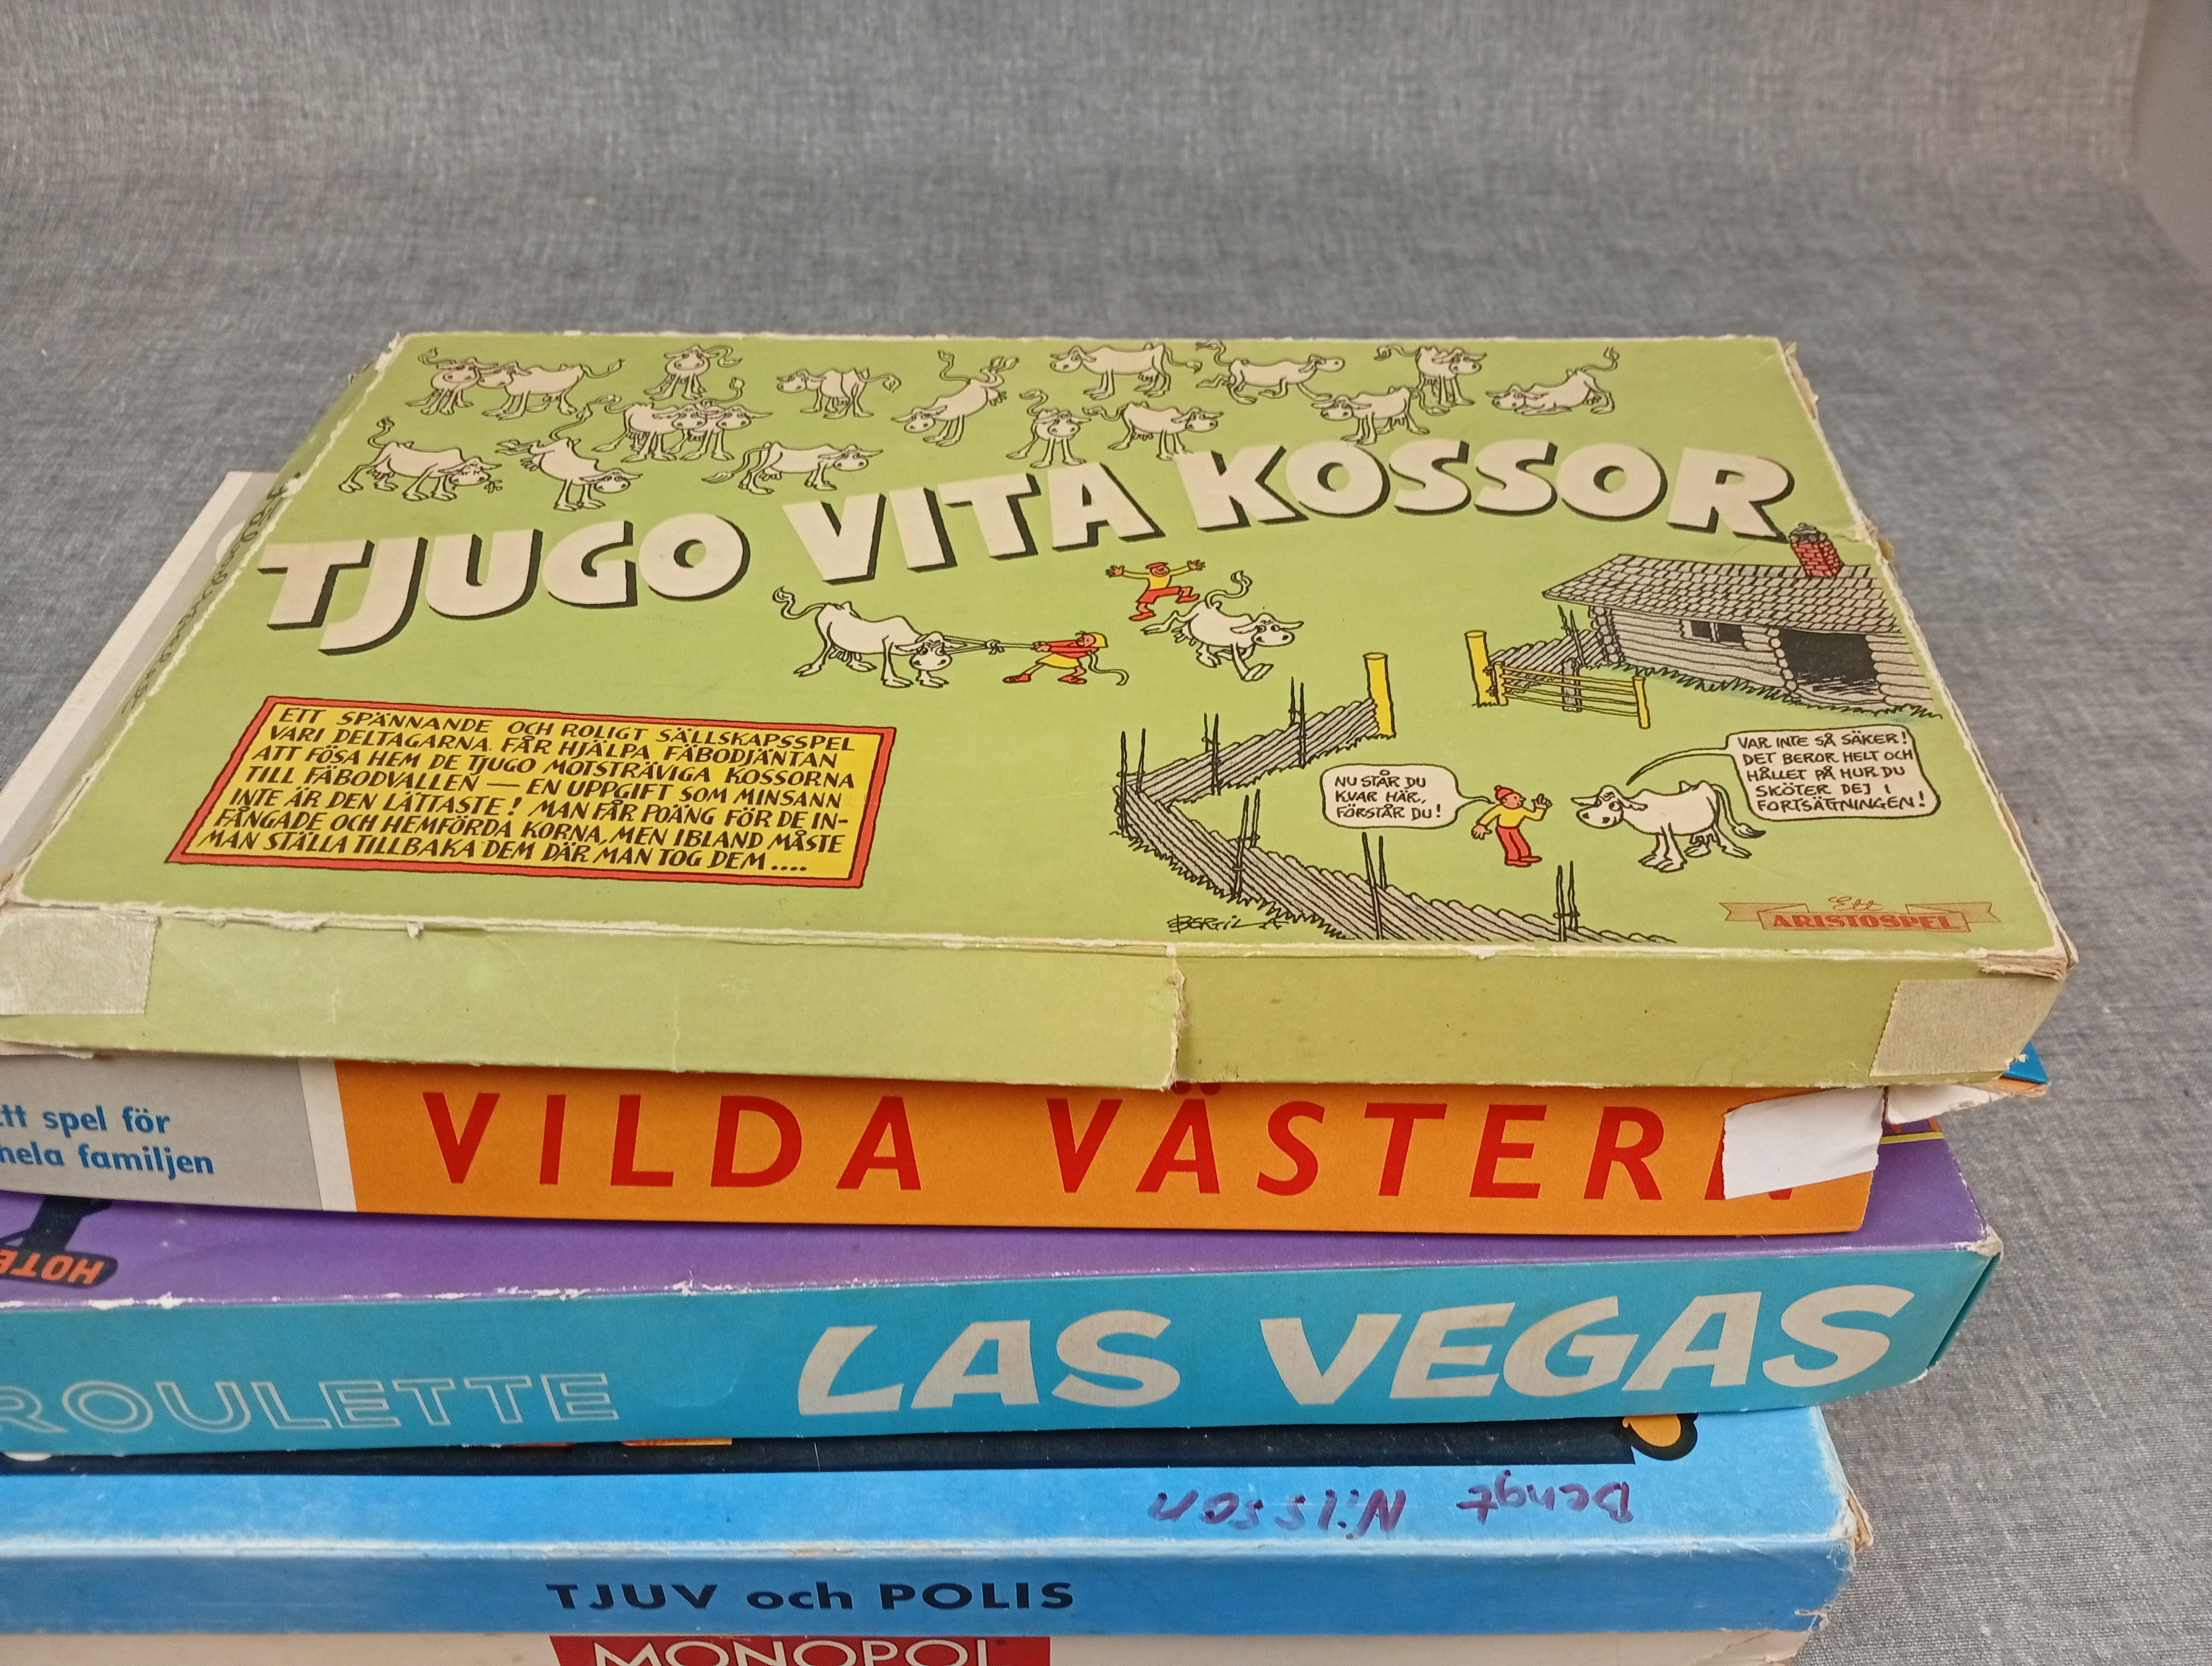 TJUGO VITA KOSSOR
ETT SPÄNNANDE OCH ROLIGT SÄLLSKAPSSPEL
VARI DELTAGARNA FÅR HJÄLPA FÄBODJÄNTAN
ATT FÖSA HEM DE TJUGO MOTSTRÄVIGA KOSSORNA
TILL FÄBODVALLEN — EN UPPGIFT SOM MINSANN
INTE ÄR DEN LÄTTASTE! MAN FÅR POÄNG FÖR DE IN-
FÅNGADE OCH HEMFÖRDA KORNA, MEN IBLAND MÅSTE
MAN STÄLLA TILLBAKA DEM DÄR MAN TOG DEM....
NU STÅR DU
KVAR HÄR,
FÖRSTÅR DU!
VAR INTE SÅ SÄKER!
DET BEROR HELT OCH
HÅLLET PÅ HUR DU
SKÖTER DEJ I
FORTSÄTTNINGEN!
BERGILA
Ett
ARISTOSPEL
Ett spel för
hela familjen
VILDA VÄSTERN
HOTE
ROULETTE
LAS VEGAS
Bengt Nilsson
TJUV och POLIS
MONOPOL